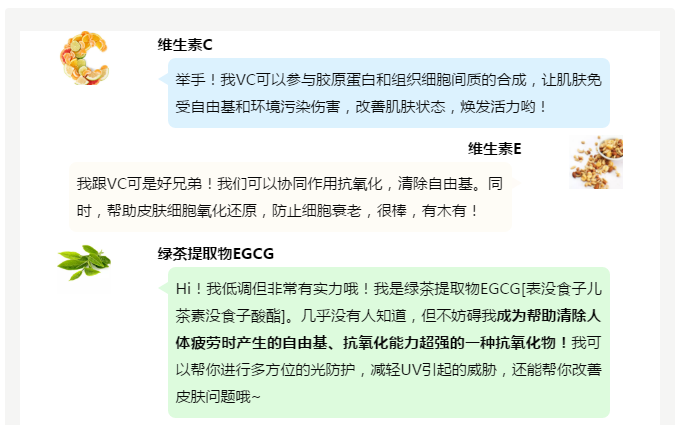 维生素C
举手！我VC可以参与胶原蛋白和组织细胞间质的合成，让肌肤免
受自由基和环境污染伤害，改善肌肤状态，焕发活力哟！
维生素E
我跟VC可是好兄弟！我们可以协同作用抗氧化，清除自由基。同
时，帮助皮肤细胞氧化还原，防止细胞衰老，很棒，有木有！
绿茶提取物EGCG
Hi！我低调但非常有实力哦！我是绿茶提取物EGCG[表没食子儿
茶素没食子酸酯]。几乎没有人知道，但不妨碍我成为帮助清除人
体疲劳时产生的自由基、抗氧化能力超强的一种抗氧化物！我可
以帮你进行多方位的光防护，减轻UV引起的威胁，还能帮你改善
皮肤问题哦~